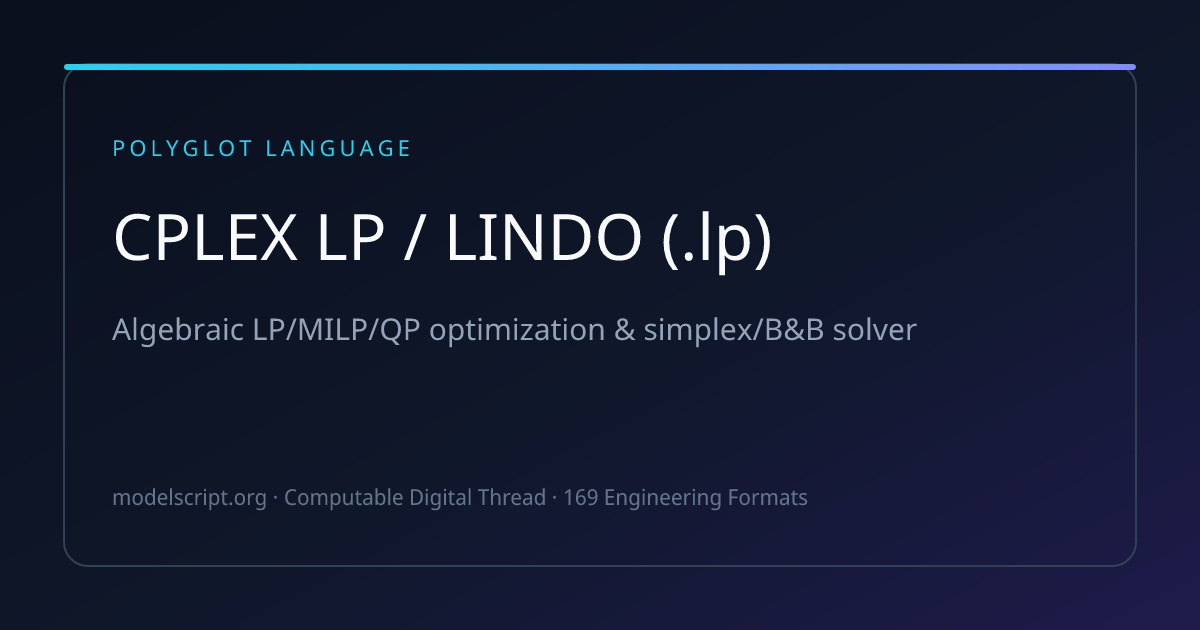 POLYGLOT LANGUAGE
CPLEX LP / LINDO (.lp)
Algebraic LP/MILP/QP optimization & simplex/B&B solver
modelscript.org · Computable Digital Thread · 169 Engineering Formats